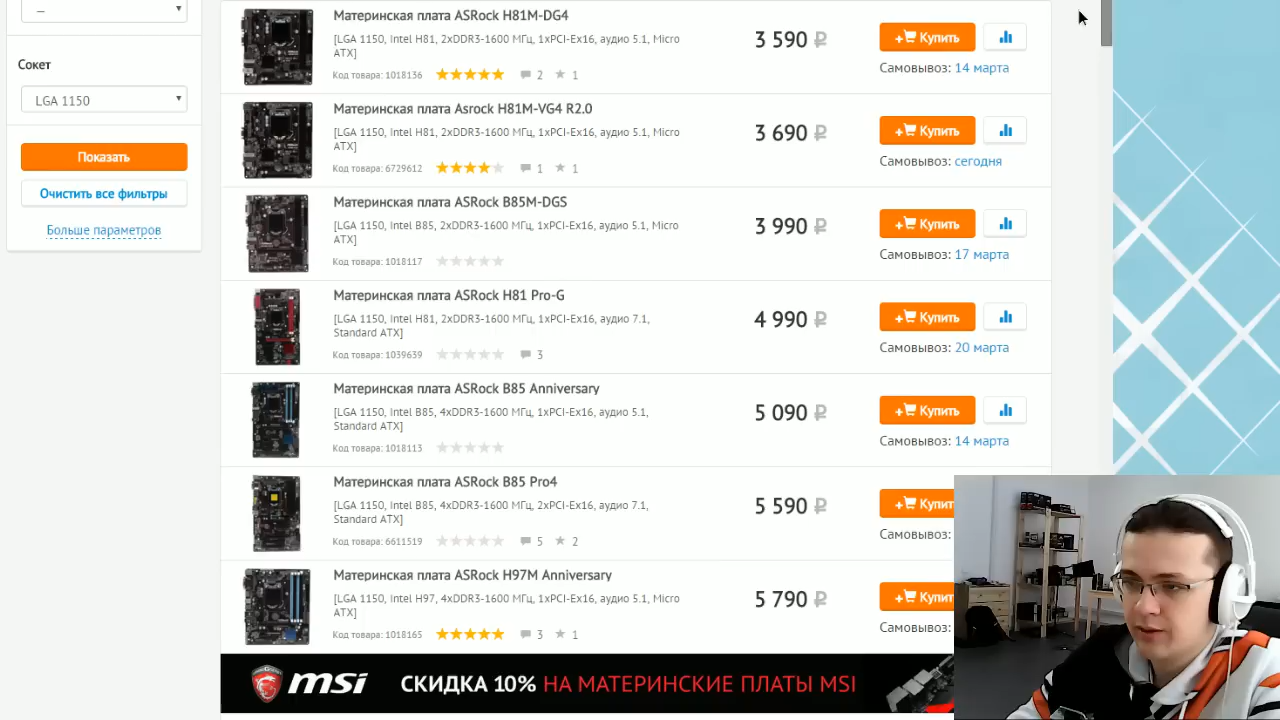 Сокет
LGA 1150
Показать
Очистить все фильтры
Больше параметров
Материнская плата ASRock H81M-DG4
[LGA 1150, Intel H81, 2xDDR3-1600 МГц, 1xPCI-Ex16, аудио 5.1, Micro
ATX]
Код товара: 1018136
2
1
3 590 ₽
Купить
Самовывоз: 14 марта
Материнская плата Asrock H81M-VG4 R2.0
[LGA 1150, Intel H81, 2xDDR3-1600 МГц, 1xPCI-Ex16, аудио 5.1, Micro
ATX]
Код товара: 6729612
1
1
3 690 ₽
Купить
Самовывоз: сегодня
Материнская плата ASRock B85M-DGS
[LGA 1150, Intel B85, 2xDDR3-1600 МГц, 1xPCI-Ex16, аудио 5.1, Micro
ATX]
Код товара: 1018117
3 990 ₽
Купить
Самовывоз: 17 марта
Материнская плата ASRock H81 Pro-G
[LGA 1150, Intel H81, 2xDDR3-1600 МГц, 1xPCI-Ex16, аудио 7.1,
Standard ATX]
Код товара: 1039639
3
4 990 ₽
Купить
Самовывоз: 20 марта
Материнская плата ASRock B85 Anniversary
[LGA 1150, Intel B85, 4xDDR3-1600 МГц, 1xPCI-Ex16, аудио 5.1,
Standard ATX]
Код товара: 1018113
5 090 ₽
Купить
Самовывоз: 14 марта
Материнская плата ASRock B85 Pro4
[LGA 1150, Intel B85, 4xDDR3-1600 МГц, 2xPCI-Ex16, аудио 7.1,
Standard ATX]
Код товара: 6611519
5
2
5 590 ₽
Купит
Самовывоз:
Материнская плата ASRock H97M Anniversary
[LGA 1150, Intel H97, 4xDDR3-1600 МГц, 1xPCI-Ex16, аудио 5.1, Micro
ATX]
Код товара: 1018165
3
1
5 790 ₽
Купит
Самовывоз:
msi СКИДКА 10% НА МАТЕРИНСКИЕ ПЛАТЫ MSI